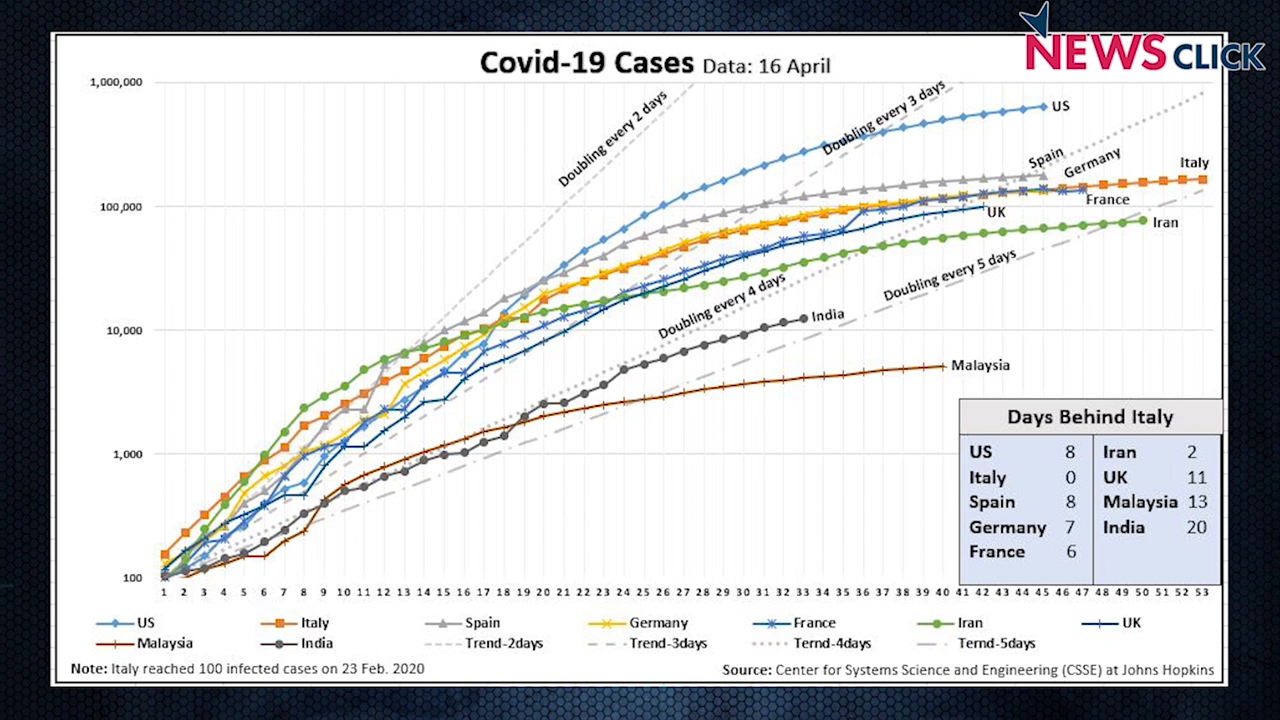 NEWSCLICK
Covid-19 Cases Data: 16 April
1,000,000
100,000
10,000
1,000
100
Doubling every 2 days
Doubling every 3 days
Doubling every 4 days
Doubling every 5 days
US
Spain
Germany
Italy
France
UK
Iran
India
Malaysia
Days Behind Italy
US 8 Iran 2
Italy 0 UK 11
Spain 8 Malaysia 13
Germany 7 India 20
France 6
1 2 3 4 5 6 7 8 9 10 11 12 13 14 15 16 17 18 19 20 21 22 23 24 25 26 27 28 29 30 31 32 33 34 35 36 37 38 39 40 41 42 43 44 45 46 47 48 49 50 51 52 53
US Italy Spain Germany France Iran UK
Malaysia India Trend-2days Trend-3days Ternd-4days Ternd-5days
Note: Italy reached 100 infected cases on 23 Feb. 2020
Source: Center for Systems Science and Engineering (CSSE) at Johns Hopkins